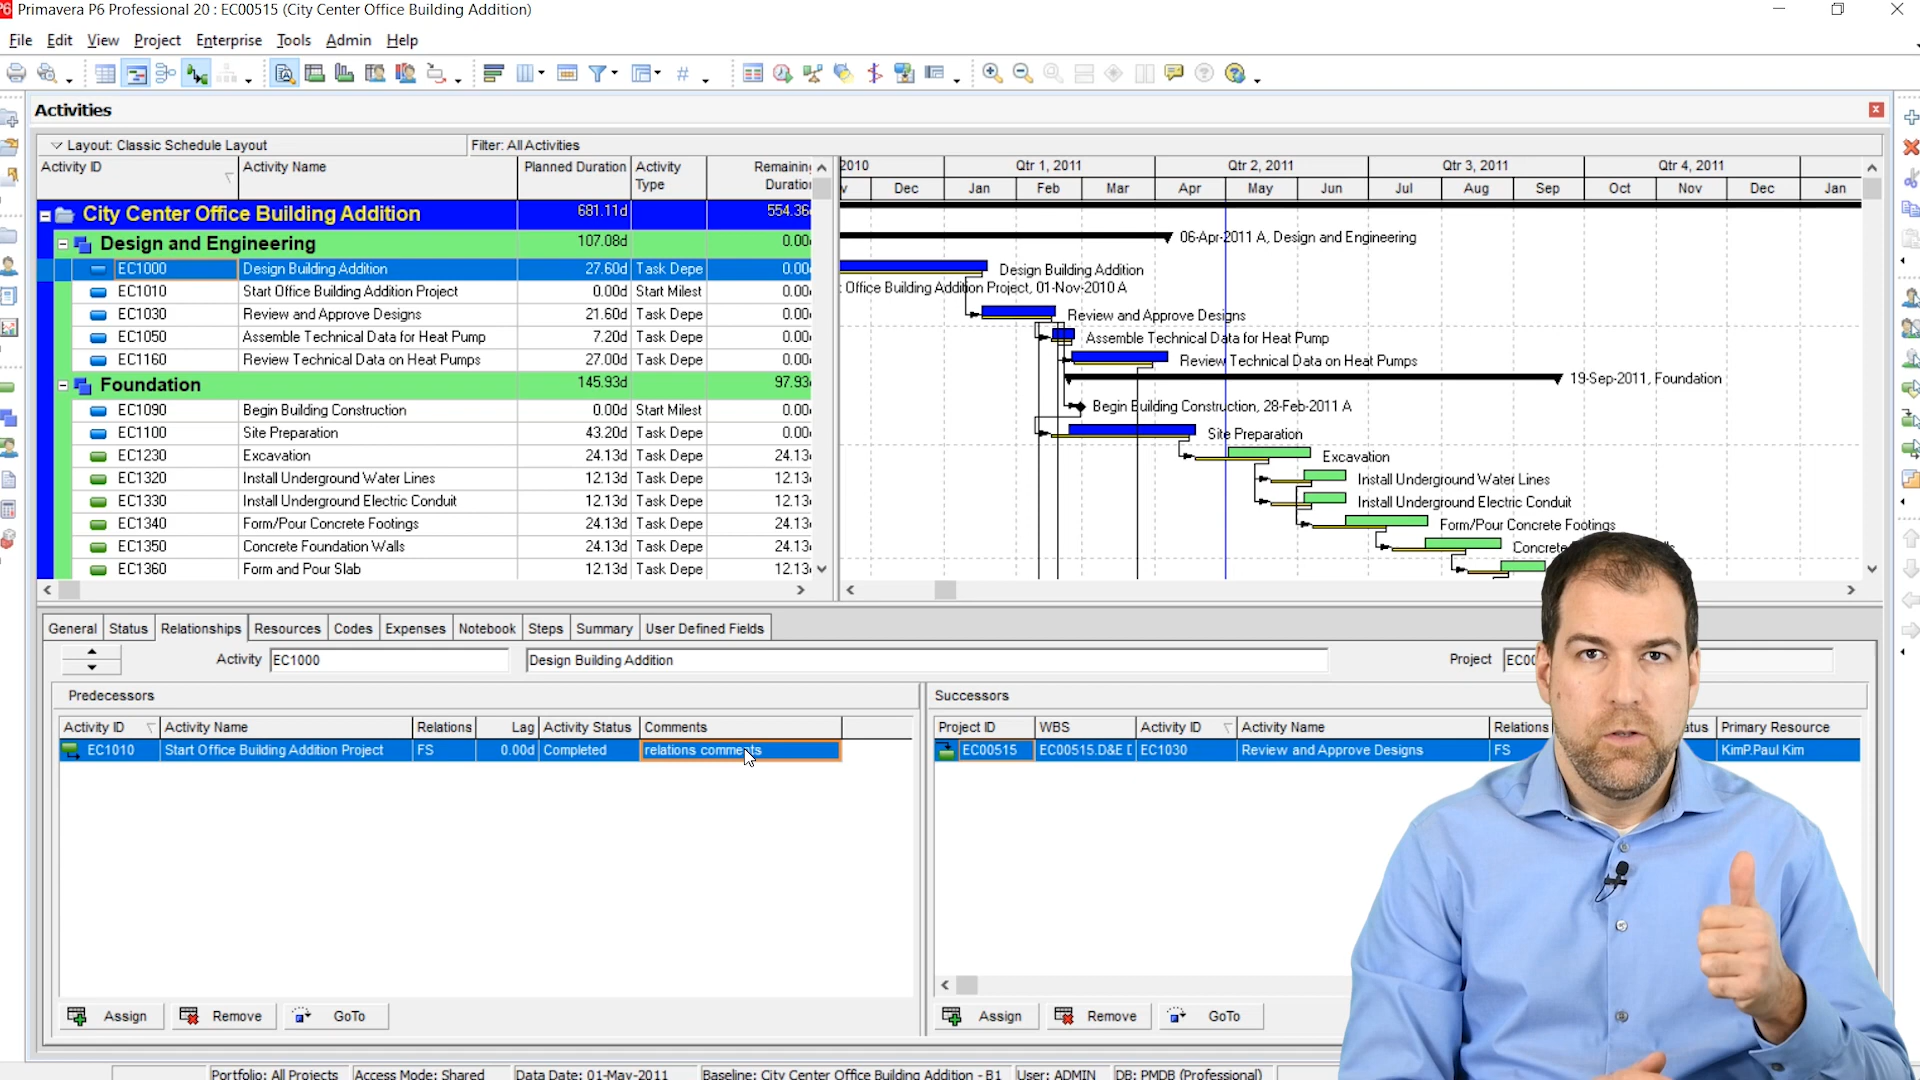 P6 Primavera P6 Professional 20 : EC00515 (City Center Office Building Addition)
File Edit View Project Enterprise Tools Admin Help
Activities
Layout: Classic Schedule Layout Filter: All Activities
Activity ID Activity Name Planned Duration Activity Type Remaining Duration
2010 Qtr 1, 2011 Qtr 2, 2011 Qtr 3, 2011 Qtr 4, 2011
v Dec Jan Feb Mar Apr May Jun Jul Aug Sep Oct Nov Dec Jan
City Center Office Building Addition 681.11d 554.36
Design and Engineering 107.08d 0.00 06-Apr-2011 A, Design and Engineering
EC1000 Design Building Addition 27.60d Task Depe 0.00 Design Building Addition
EC1010 Start Office Building Addition Project 0.00d Start Milest 0.00 : Office Building Addition Project, 01-Nov-2010 A
EC1030 Review and Approve Designs 21.60d Task Depe 0.00 Review and Approve Designs
EC1050 Assemble Technical Data for Heat Pump 7.20d Task Depe 0.00 Assemble Technical Data for Heat Pump
EC1160 Review Technical Data on Heat Pumps 27.00d Task Depe 0.00 Review Technical Data on Heat Pumps
Foundation 145.93d 97.93 19-Sep-2011, Foundation
EC1090 Begin Building Construction 0.00d Start Milest 0.00 Begin Building Construction, 28-Feb-2011 A
EC1100 Site Preparation 43.20d Task Depe 0.00 Site Preparation
EC1230 Excavation 24.13d Task Depe 24.13 Excavation
EC1320 Install Underground Water Lines 12.13d Task Depe 12.13 Install Underground Water Lines
EC1330 Install Underground Electric Conduit 12.13d Task Depe 12.13 Install Underground Electric Conduit
EC1340 Form/Pour Concrete Footings 24.13d Task Depe 24.13 Form/Pour Concrete Footings
EC1350 Concrete Foundation Walls 24.13d Task Depe 24.13 Concrete
EC1360 Form and Pour Slab 12.13d Task Depe 12.13
General Status Relationships Resources Codes Expenses Notebook Steps Summary User Defined Fields
Activity EC1000 Design Building Addition Project EC00
Predecessors Successors
Activity ID Activity Name Relations Lag Activity Status Comments Project ID WBS Activity ID Activity Name Relations atus Primary Resource
EC1010 Start Office Building Addition Project FS 0.00d Completed relations comments EC00515 EC00515.D&E EC1030 Review and Approve Designs FS KimP.Paul Kim
Assign Remove GoTo Assign Remove GoTo
Portfolio: All Projects Access Mode: Shared Data Date: 01-May-2011 Baseline: City Center Office Building Addition - B1 User: ADMIN DB: PMDB (Professional)